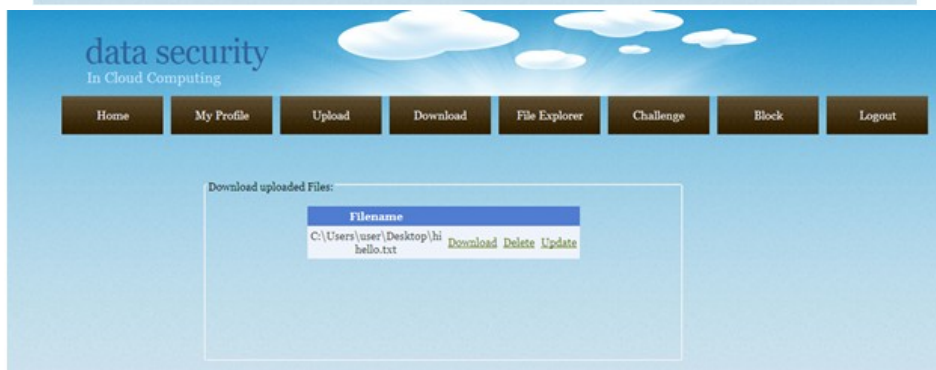 data security
In Cloud Computing
Home My Profile Upload Download File Explorer Challenge Block Logout
Download uploaded Files:
Filename
C:\Users\user\Desktop\hi
hello.txt
Download Delete Update